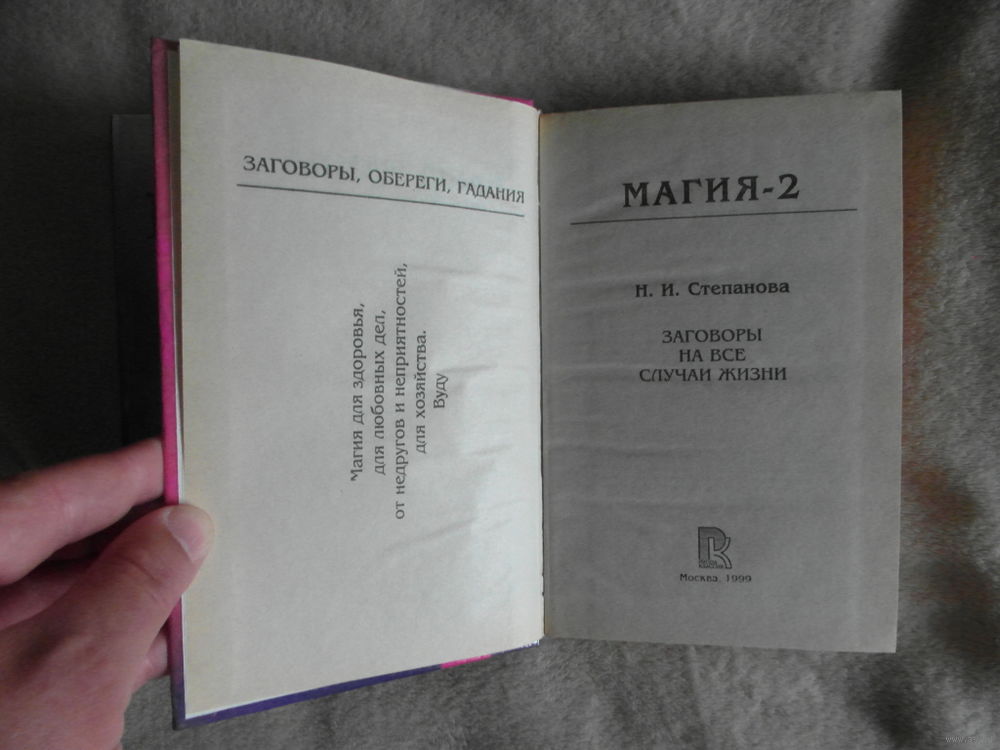 ЗАГОВОРЫ, ОБЕРЕГИ, ГАДАНИЯ
Магия для здоровья,
для любовных дел,
от недругов и неприятностей,
для хозяйства.
Вуду
МАГИЯ-2
Н. И. Степанова
ЗАГОВОРЫ
НА ВСЕ
СЛУЧАИ ЖИЗНИ
Москва, 1999